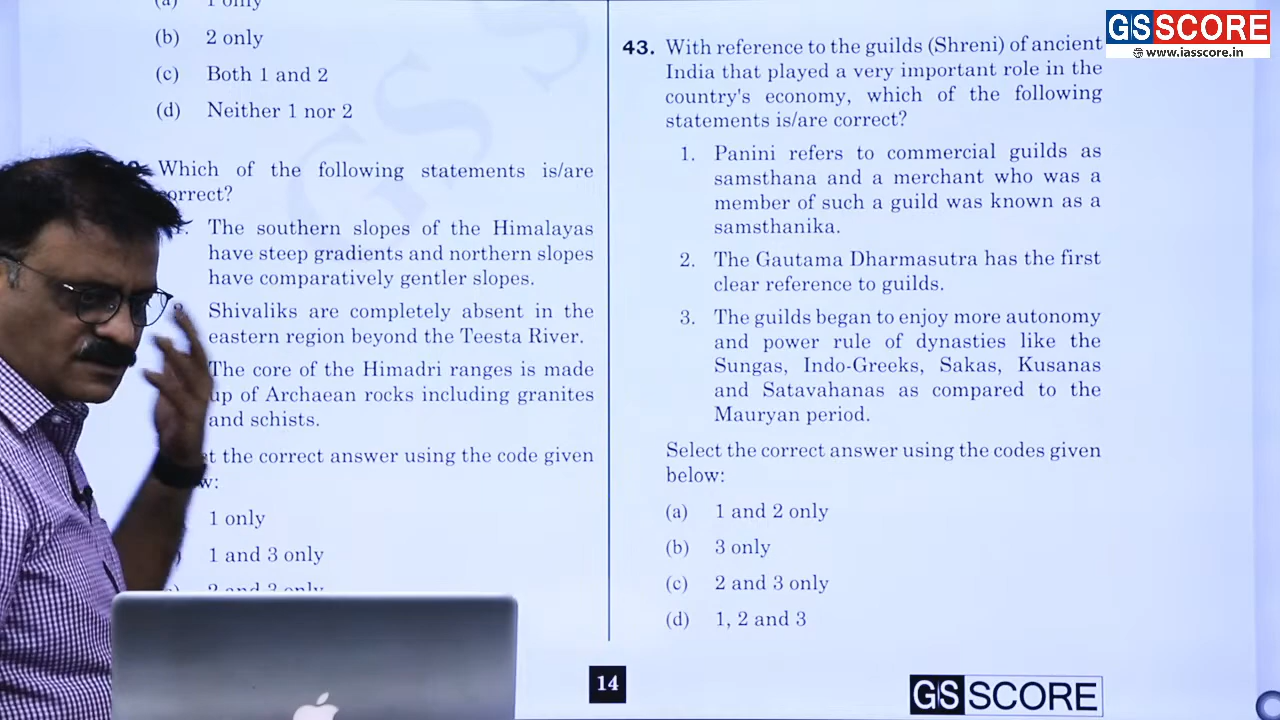 (a) 1 only
(b) 2 only
(c) Both 1 and 2
(d) Neither 1 nor 2
Which of the following statements is/are
correct?
The southern slopes of the Himalayas
have steep gradients and northern slopes
have comparatively gentler slopes.
Shivaliks are completely absent in the
eastern region beyond the Teesta River.
The core of the Himadri ranges is made
up of Archaean rocks including granites
and schists.
the correct answer using the code given
1 only
1 and 3 only
2 and 3 only
43. With reference to the guilds (Shreni) of ancient
India that played a very important role in the
country's economy, which of the following
statements is/are correct?
1. Panini refers to commercial guilds as
samsthana and a merchant who was a
member of such a guild was known as a
samsthanika.
2. The Gautama Dharmasutra has the first
clear reference to guilds.
3. The guilds began to enjoy more autonomy
and power rule of dynasties like the
Sungas, Indo-Greeks, Sakas, Kusanas
and Satavahanas as compared to the
Mauryan period.
Select the correct answer using the codes given
below:
(a) 1 and 2 only
(b) 3 only
(c) 2 and 3 only
(d) 1, 2 and 3
14
GS SCORE
GSSCORE
www.iasscore.in
GS S